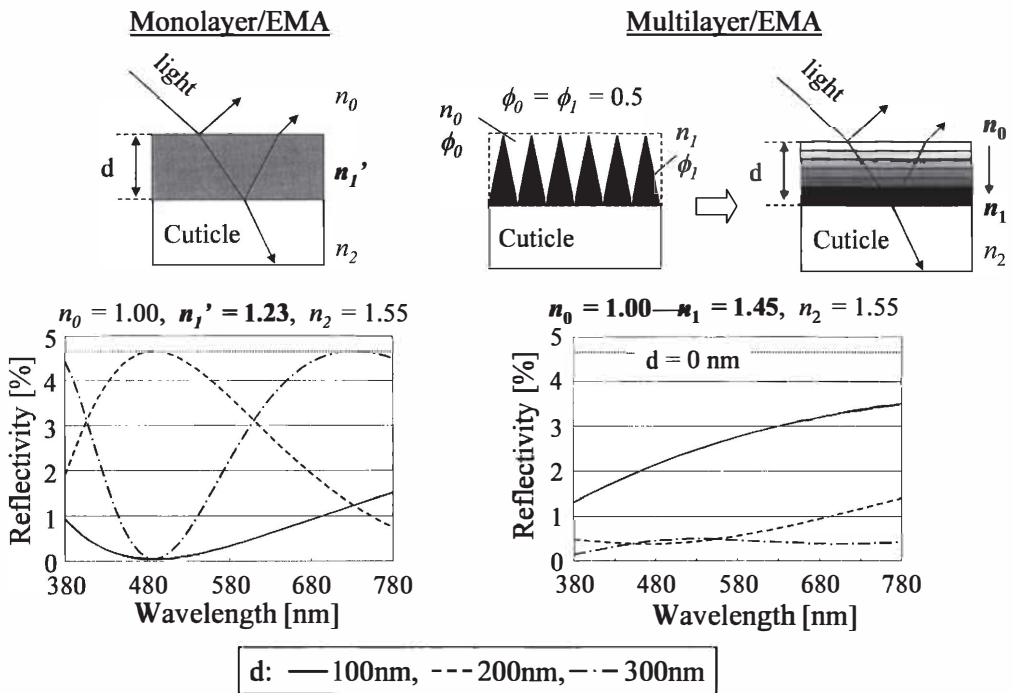 Monolayer/EMA
light
n₀
d
n₁’
Cuticle
n₂
n₀ = 1.00, n₁’ = 1.23, n₂ = 1.55
Reflectivity [%]
5
4
3
2
1
0
380 480 580 680 780
Wavelength [nm]
Multilayer/EMA
ϕ₀ = ϕ₁ = 0.5
n₀
ϕ₀
n₁
ϕ₁
Cuticle
light
d
n₀
n₁
Cuticle
n₂
n₀ = 1.00—n₁ = 1.45, n₂ = 1.55
d = 0 nm
Reflectivity [%]
5
4
3
2
1
0
380 480 580 680 780
Wavelength [nm]
d: 100nm, 200nm, 300nm